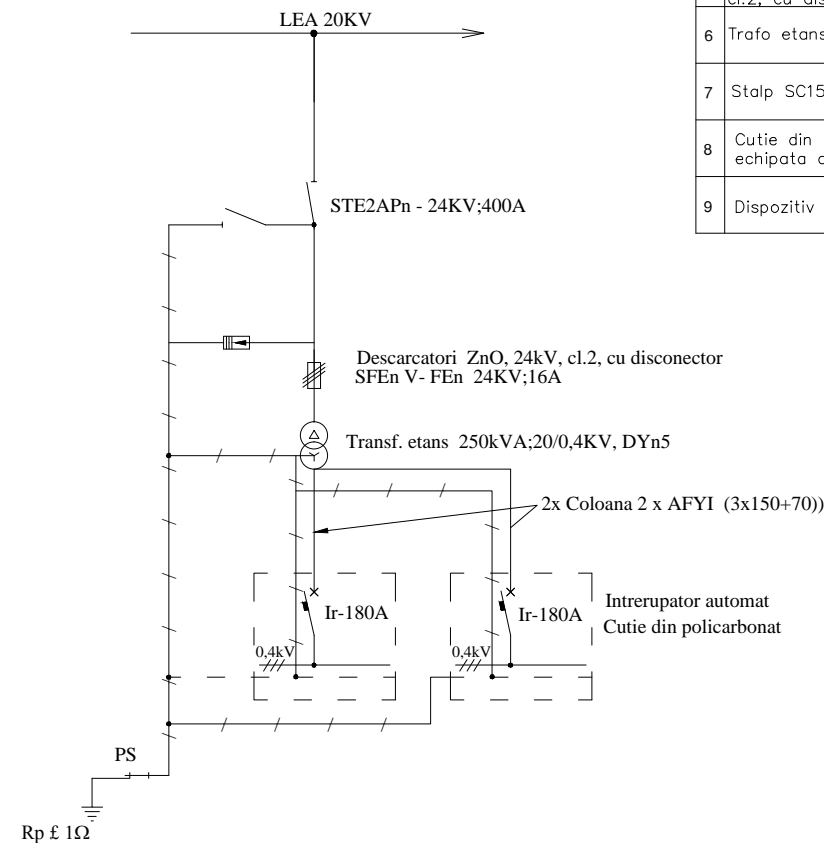 LEA 20KV
cl.2, cu
6 Trafo etans
7 Stalp SC15
8 Cutie din
echipata
9 Dispozitiv
STE2APn - 24KV;400A
Descarcatori ZnO, 24kV, cl.2, cu disconector
SFEn V- FEn 24KV;16A
Transf. etans 250kVA;20/0,4KV, DYn5
2x Coloana 2 x AFYI (3x150+70))
Ir-180A
Ir-180A
Intrerupator automat
Cutie din policarbonat
0,4kV
0,4kV
PS
Rp £ 1Ω